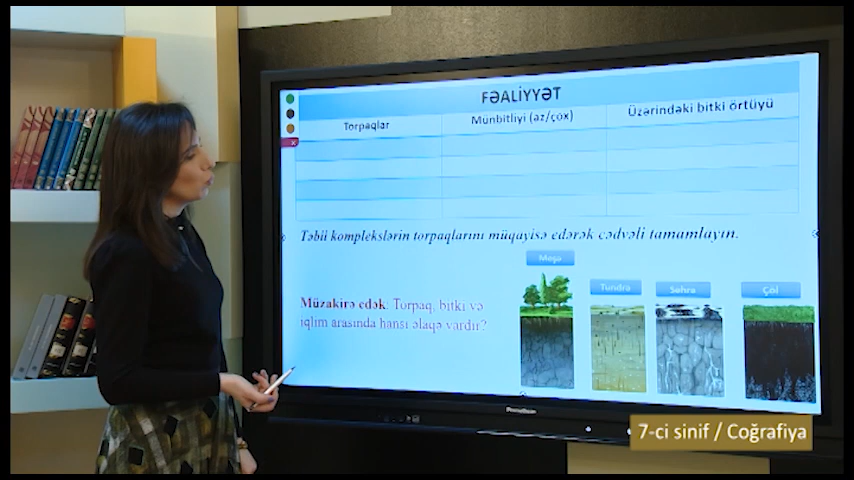 FƏALİYYƏT
Torpaqlar
Münbitliyi (az/çox)
Üzərindəki bitki örtüyü
Təbii komplekslərin torpaqlarını müqayisə edərək cədvəli tamamlayın.
Meşə
Müzakirə edək: Torpaq, bitki və
iqlim arasında hansı əlaqə vardır?
Tundra
Səhra
Çöl
Promethean
7-ci sinif / Coğrafiya